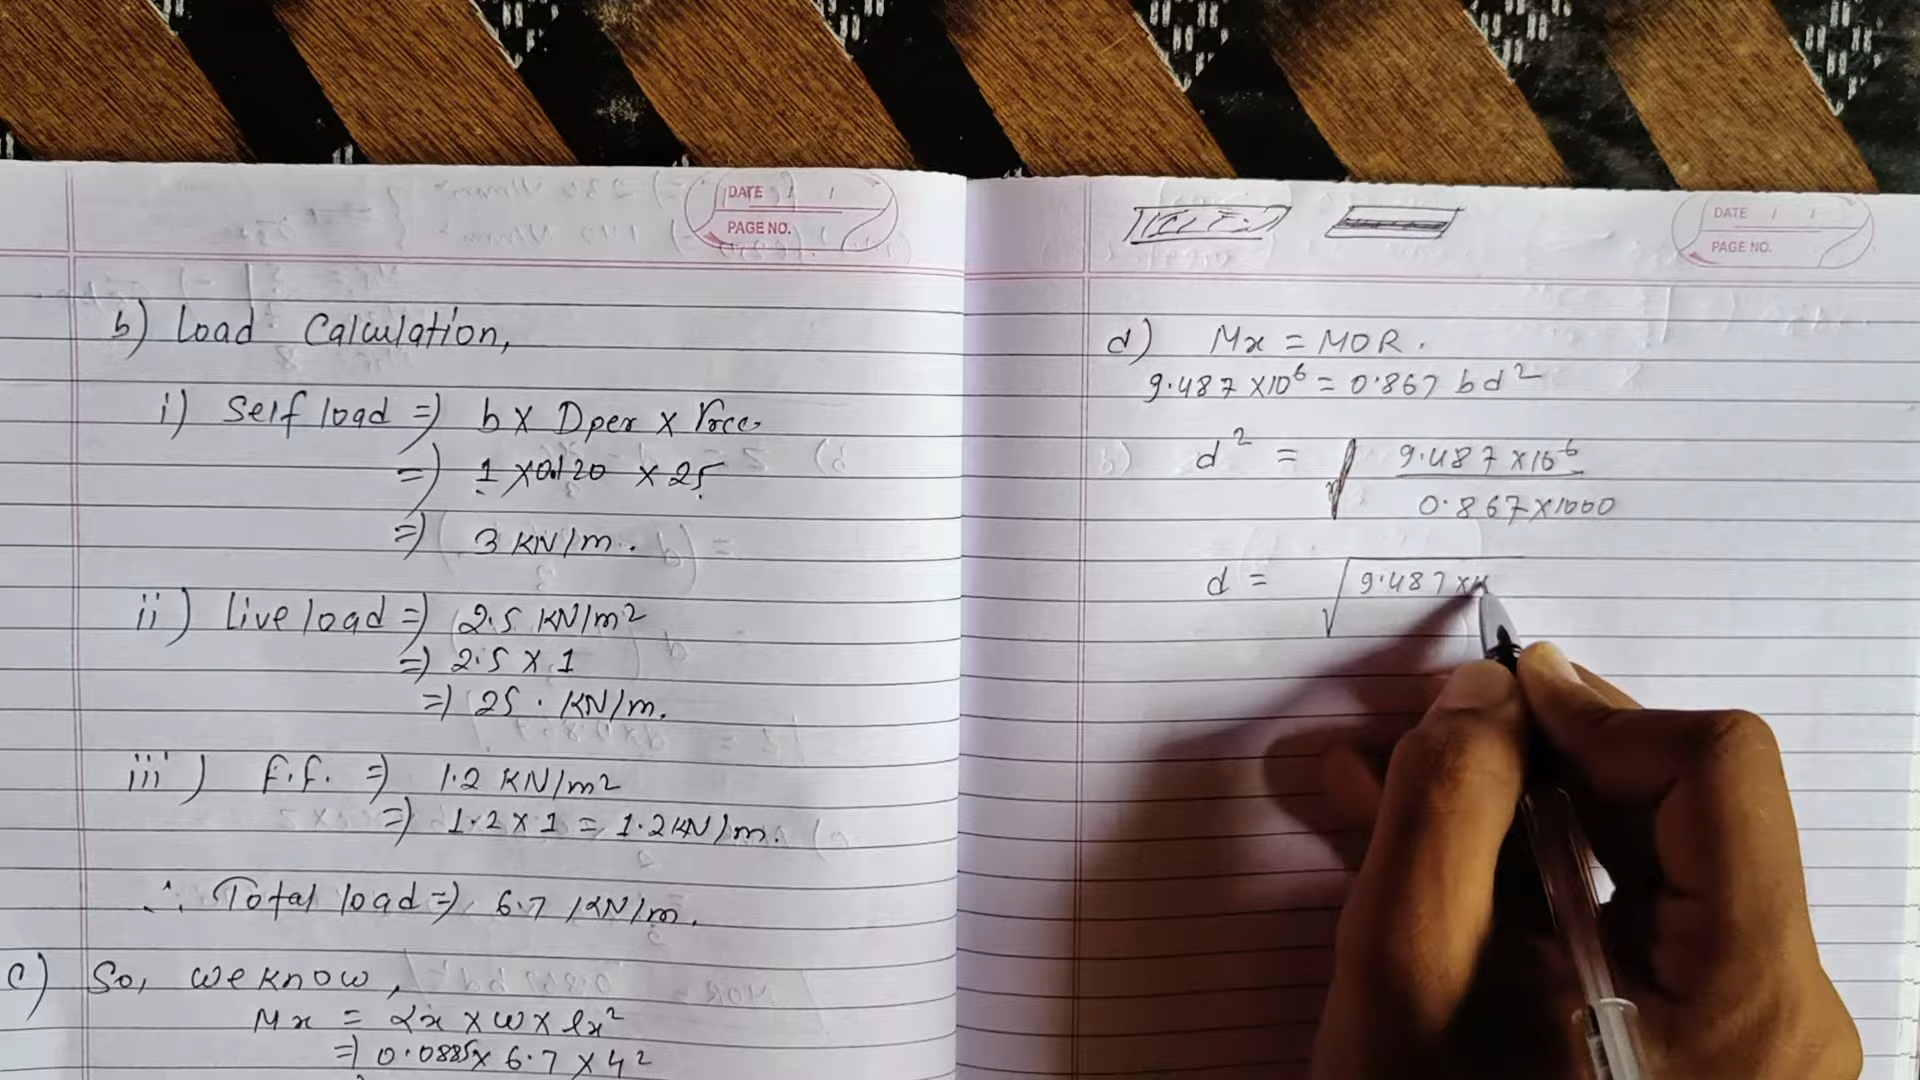 DATE / /
PAGE NO.
b) Load Calculation,
i) Self load ⇒ b x Dper x γrcc.
⇒ 1 x 0.120 x 25
⇒ 3 KN/m.
ii) Live load ⇒ 2.5 KN/m2
⇒ 2.5 x 1
⇒ 25 . KN/m.
iii) F.F. ⇒ 1.2 KN/m2
⇒ 1.2 x 1 = 1.2 KN/m.
∴ Total load ⇒ 6.7 KN/m.
c) So, we know,
Mx = αx x w x lx2
⇒ 0.0885 x 6.7 x 42
DATE / /
PAGE NO.
d) Mx = MOR.
9.487 x 106 = 0.867 bd2
d2 = 9.487 x 106
0.867 x 1000
d = √9.487 x